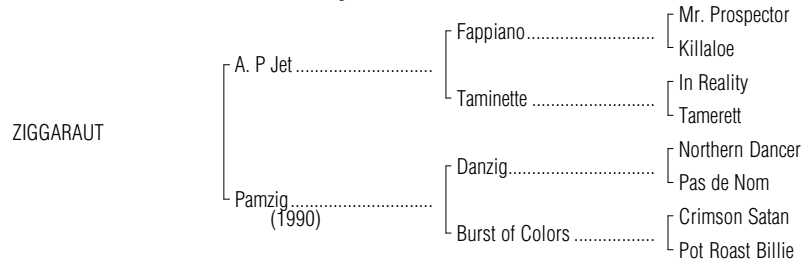 Mr. Prospector
Fappiano............................
Killaloe
A. P Jet .............................
In Reality
Taminette ...........................
Tamerett
ZIGGARAUT
Northern Dancer
Danzig................................
Pas de Nom
Pamzig...............................
(1990)
Crimson Satan
Burst of Colors ..................
Pot Roast Billie